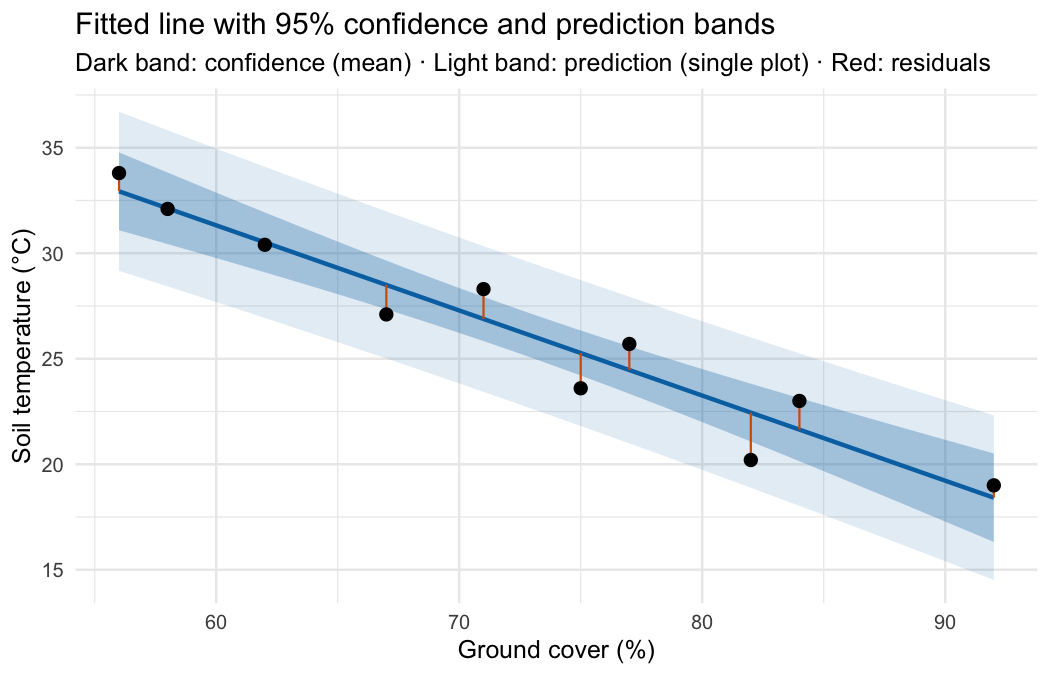 Fitted line with 95% confidence and prediction bands
Dark band: confidence (mean) · Light band: prediction (single plot) · Red: residuals
Soil temperature (°C)
35
30
25
20
15
60 70 80 90
Ground cover (%)